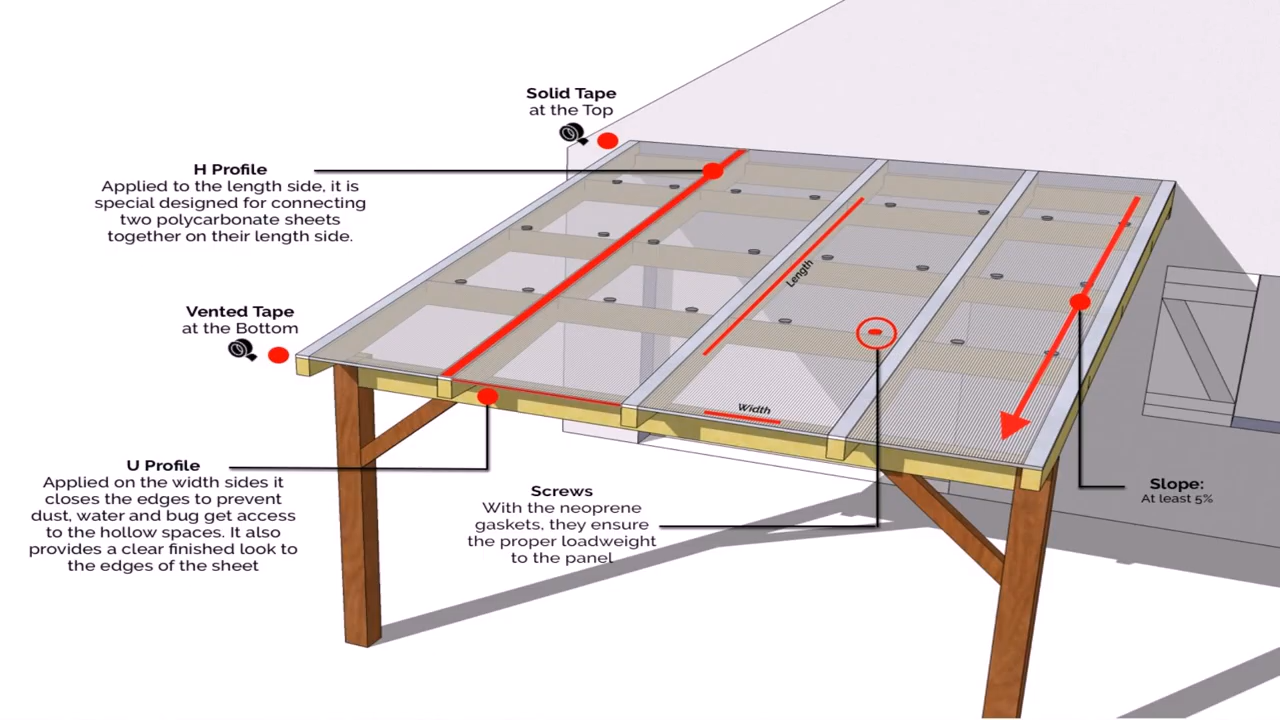 Solid Tape
at the Top
H Profile
Applied to the length side, it is
special designed for connecting
two polycarbonate sheets
together on their length side.
Vented Tape
at the Bottom
Length
Width
U Profile
Applied on the width sides it
closes the edges to prevent
dust, water and bug get access
to the hollow spaces. It also
provides a clear finished look to
the edges of the sheet
Screws
With the neoprene
gaskets, they ensure
the proper loadweight
to the panel
Slope:
At least 5%